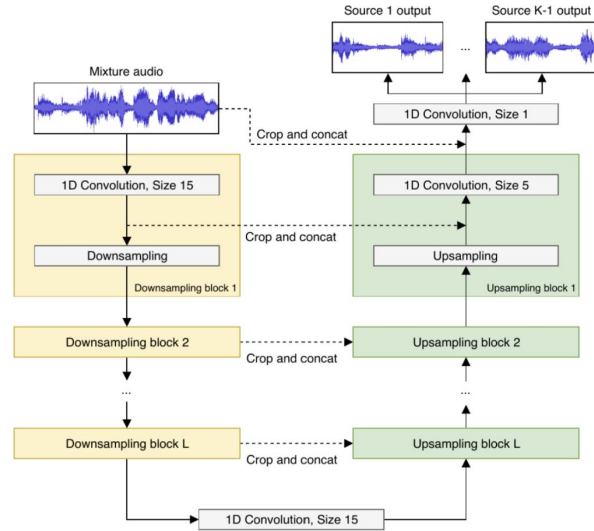 Source 1 output
Source K-1 output
...
Mixture audio
1D Convolution, Size 1
Crop and concat
1D Convolution, Size 15
1D Convolution, Size 5
Crop and concat
Downsampling
Upsampling
Downsampling block 1
Upsampling block 1
Downsampling block 2
Upsampling block 2
Crop and concat
...
...
Downsampling block L
Upsampling block L
Crop and concat
1D Convolution, Size 15